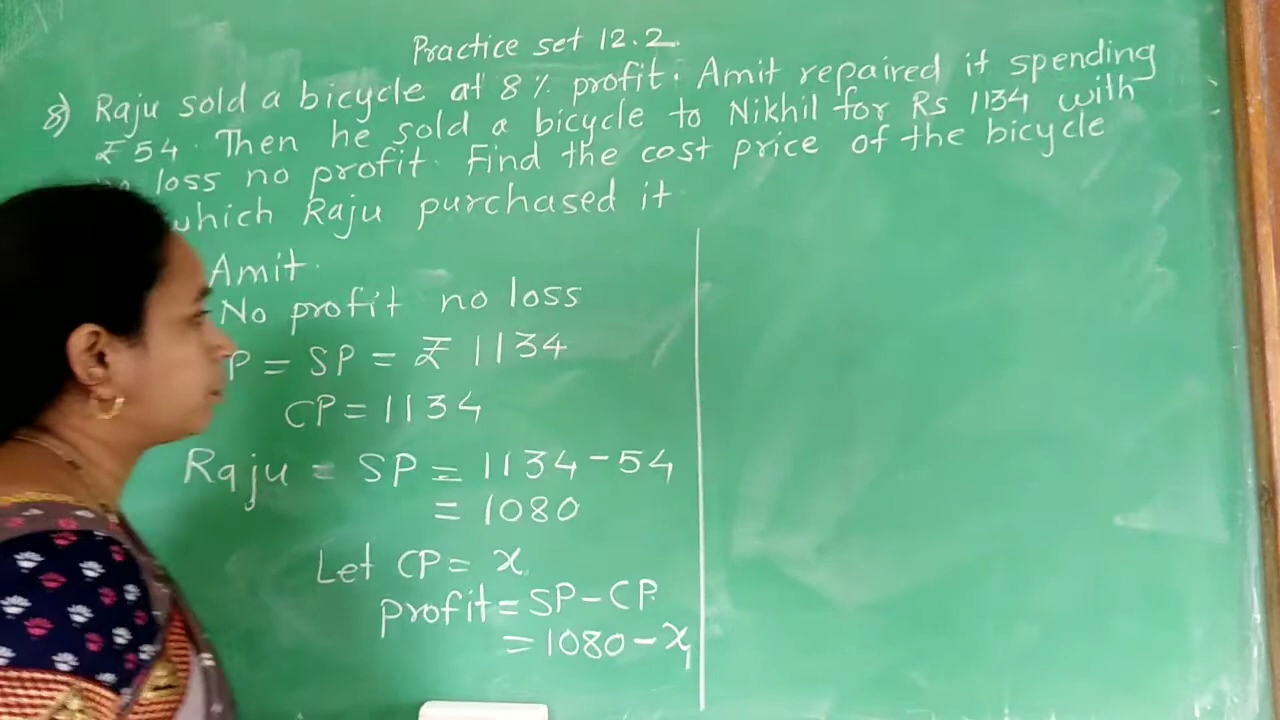 Practice set 12.2.
8) Raju sold a bicycle at 8% profit. Amit repaired it spending
₹ 54. Then he sold a bicycle to Nikhil for Rs 1134 with
loss no profit. Find the cost price of the bicycle
which Raju purchased it
Amit.
No profit no loss
P = SP = ₹ 1134
CP = 1134
Raju = SP = 1134 - 54
= 1080
Let CP = x
profit = SP - CP
= 1080 - x